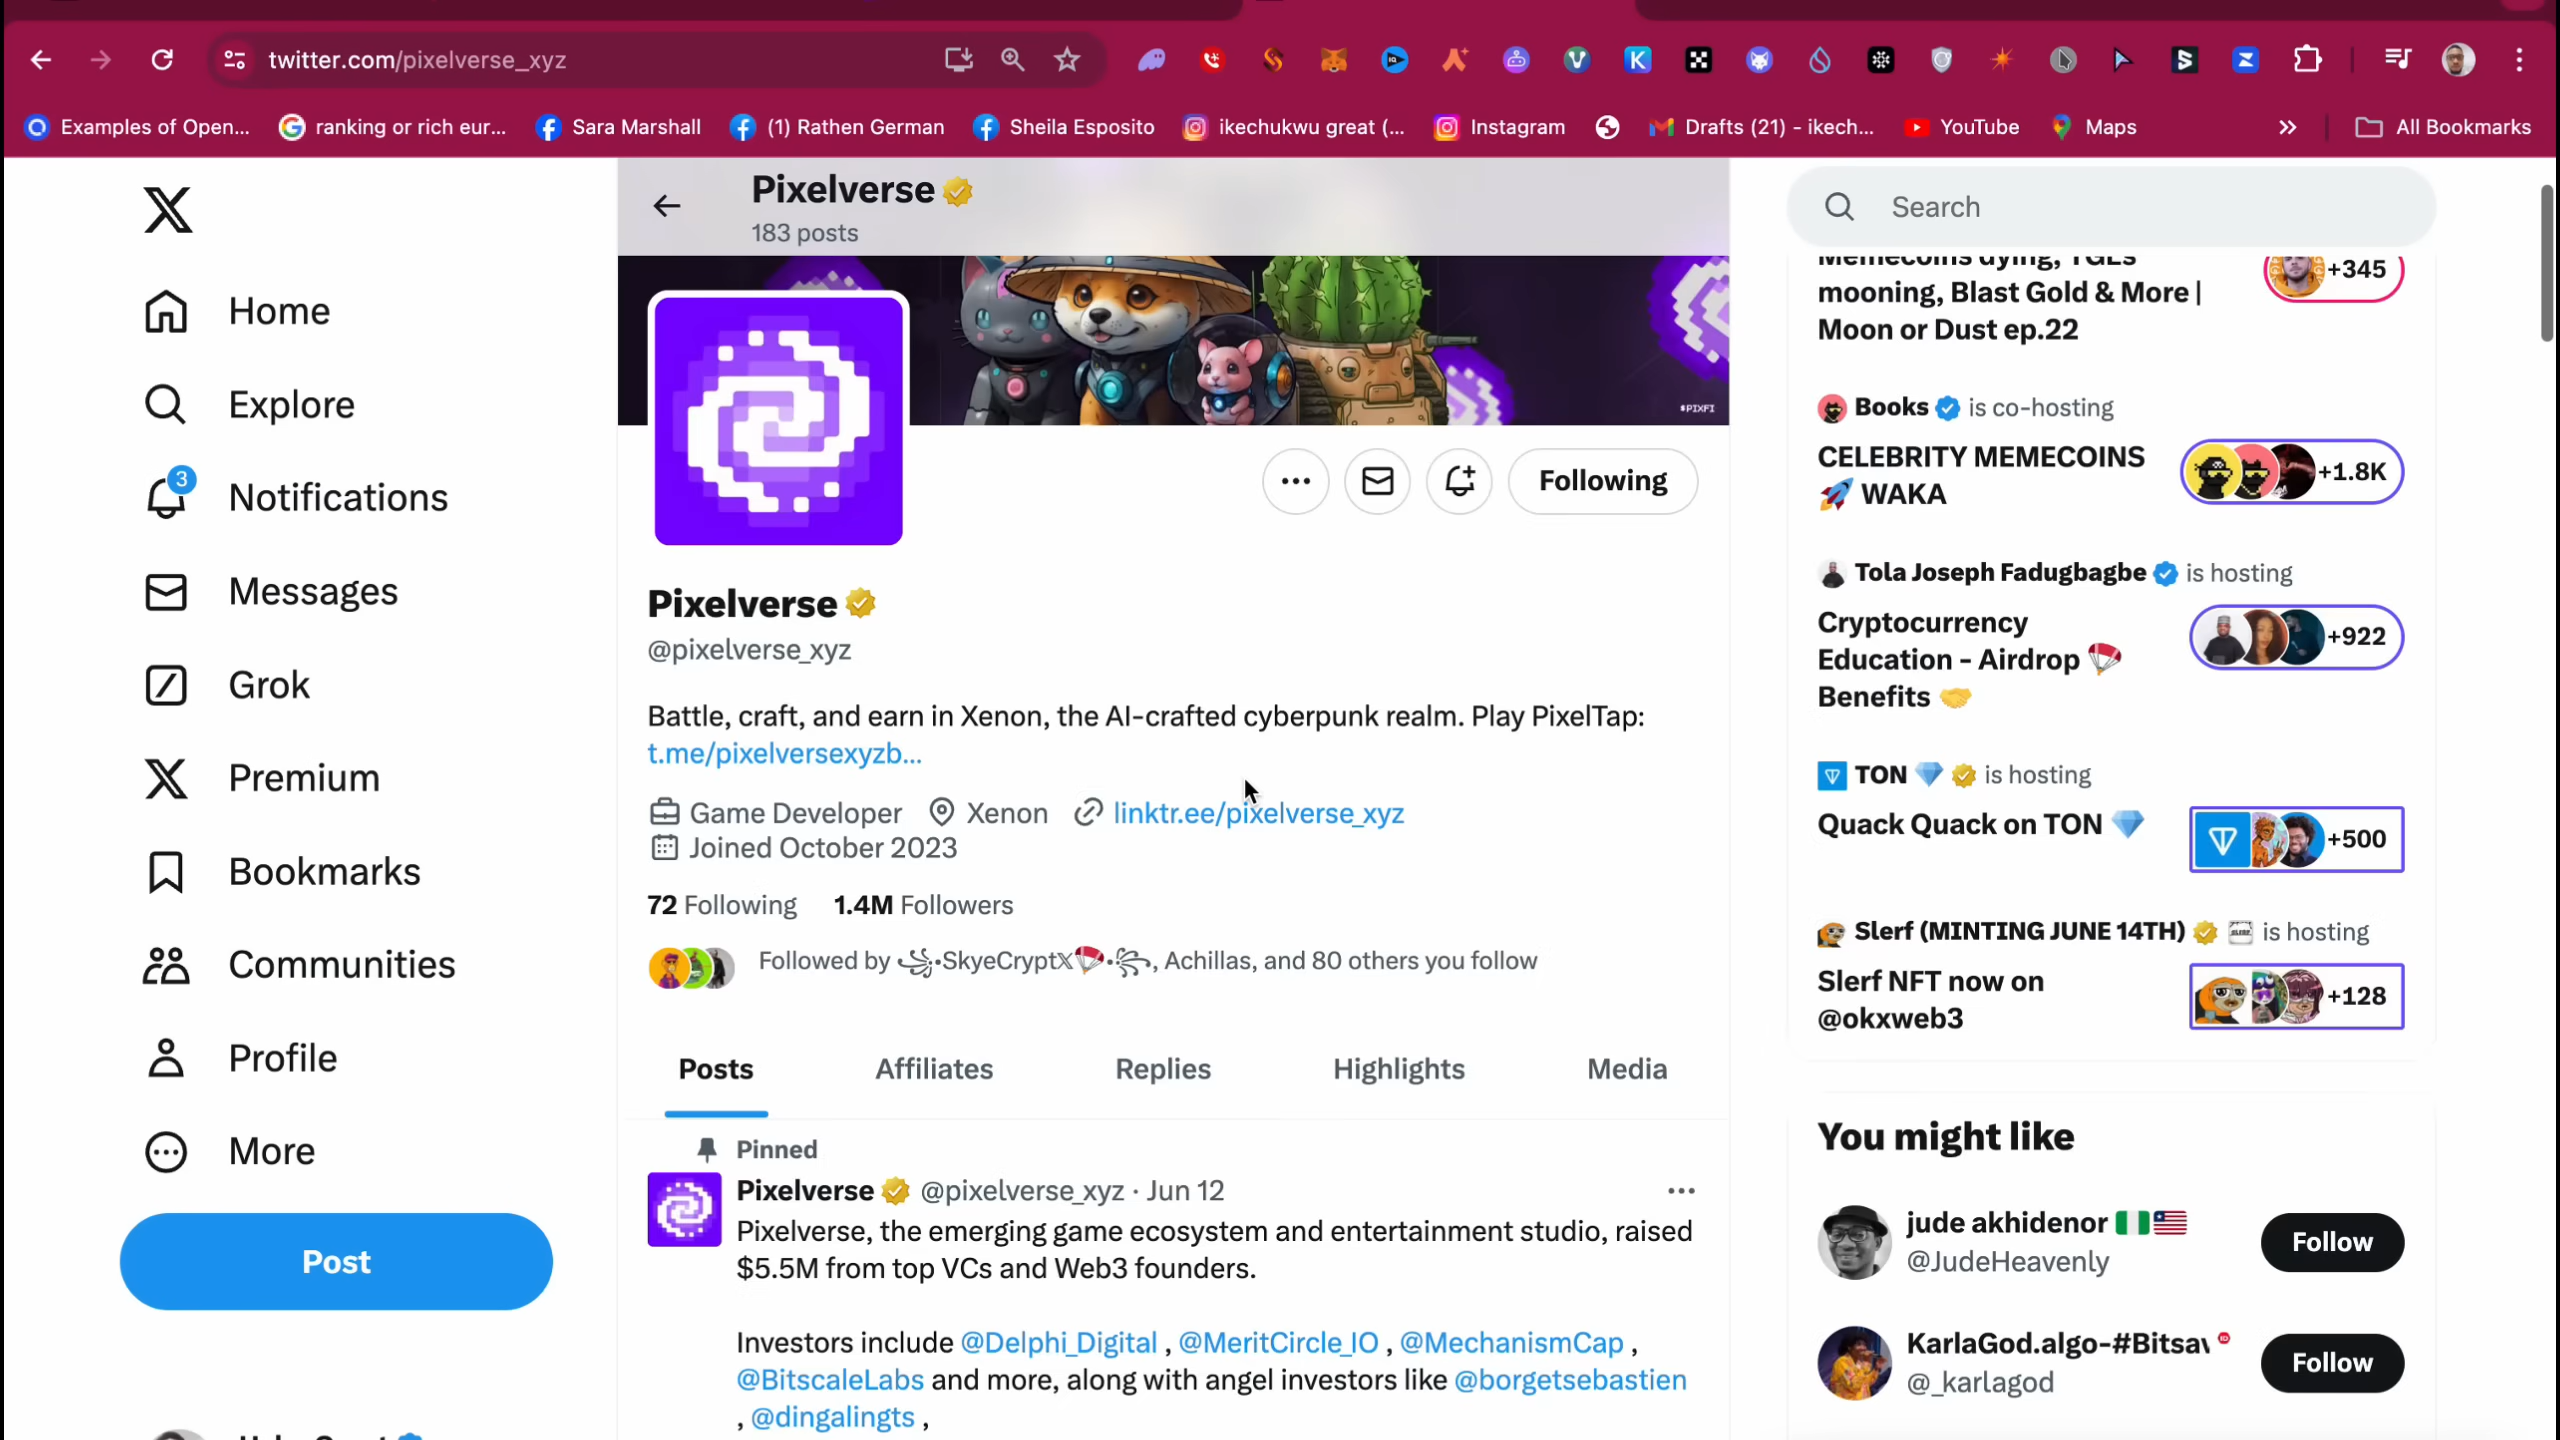 twitter.com/pixelverse_xyz
Examples of Open...
ranking or rich eur...
Sara Marshall
(1) Rathen German
Sheila Esposito
ikechukwu great (...
Instagram
Drafts (21) - ikech...
YouTube
Maps
All Bookmarks
Home
Explore
3
Notifications
Messages
Grok
Premium
Bookmarks
Communities
Profile
More
Post
Pixelverse
183 posts
$PIXFI
Following
Pixelverse
@pixelverse_xyz
Battle, craft, and earn in Xenon, the AI-crafted cyberpunk realm. Play PixelTap:
t.me/pixelversexyzb...
Game Developer Xenon linktr.ee/pixelverse_xyz
Joined October 2023
72 Following 1.4M Followers
Followed by ꧁•SkyeCrypt𝕏🪂•꧂, Achillas, and 80 others you follow
Posts Affiliates Replies Highlights Media
Pinned
Pixelverse @pixelverse_xyz · Jun 12
Pixelverse, the emerging game ecosystem and entertainment studio, raised
$5.5M from top VCs and Web3 founders.
Investors include @Delphi_Digital , @MeritCircle_IO , @MechanismCap ,
@BitscaleLabs and more, along with angel investors like @borgetsebastien
, @dingalingts ,
Search
Memecoins dying, TGEs
mooning, Blast Gold & More |
Moon or Dust ep.22
+345
Books is co-hosting
CELEBRITY MEMECOINS
🚀 WAKA
+1.8K
Tola Joseph Fadugbagbe is hosting
Cryptocurrency
Education - Airdrop 🪂
Benefits 🤝
+922
TON 💎 is hosting
Quack Quack on TON 💎
+500
Slerf (MINTING JUNE 14TH) is hosting
Slerf NFT now on
@okxweb3
+128
You might like
jude akhidenor 🇳🇬🇱🇷
@JudeHeavenly
Follow
KarlaGod.algo-#Bitsav
@_karlagod
Follow